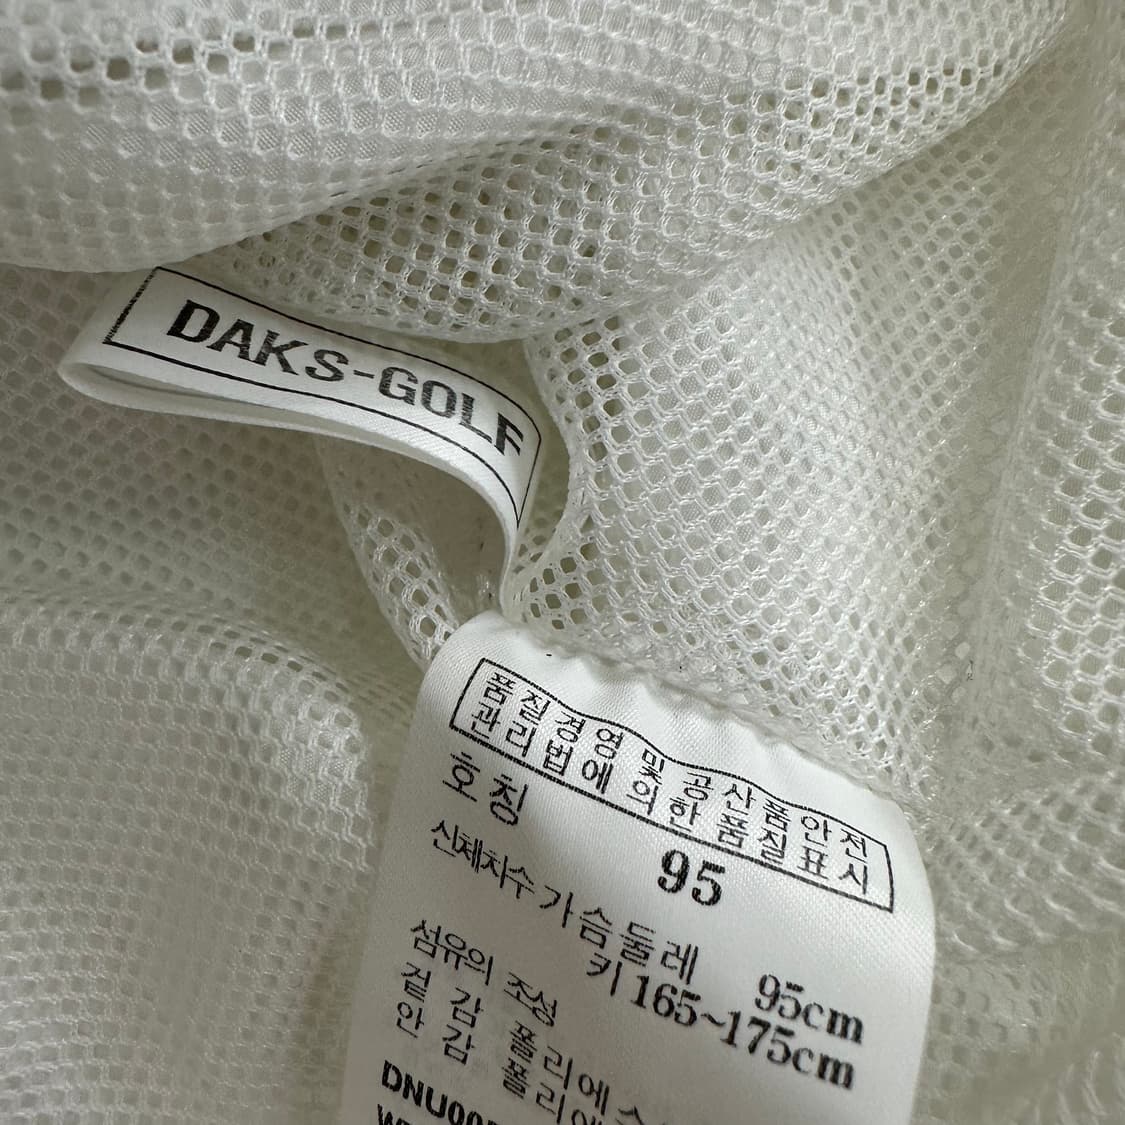 DAKS-GOLF
품질경영 및 공산품안전
관리법에 의한 품질표시
호칭 95
신체차수 가슴둘레 95cm
키 165~175cm
섬유의 조성
겉감 폴리에스
안감 폴리에
DNU00